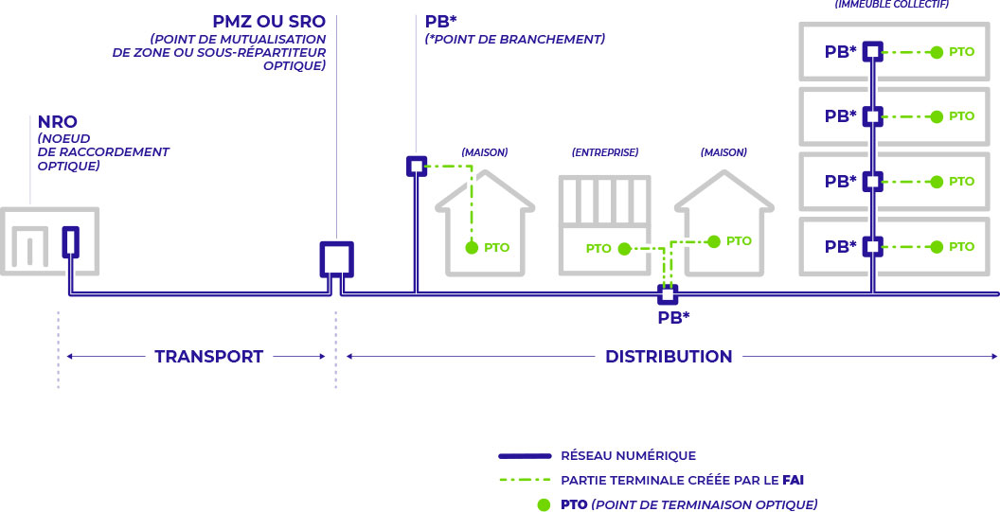 (IMMEUBLE COLLECTIF)
PMZ OU SRO
(POINT DE MUTUALISATION
DE ZONE OU SOUS-RÉPARTITEUR
OPTIQUE)
PB*
(*POINT DE BRANCHEMENT)
PB*
PTO
NRO
(NOEUD
DE RACCORDEMENT
OPTIQUE)
PB*
PTO
(MAISON)
(ENTREPRISE)
(MAISON)
PB*
PTO
PTO
PTO
PTO
PB*
PTO
PB*
TRANSPORT
DISTRIBUTION
RÉSEAU NUMÉRIQUE
PARTIE TERMINALE CRÉÉE PAR LE FAI
PTO (POINT DE TERMINAISON OPTIQUE)